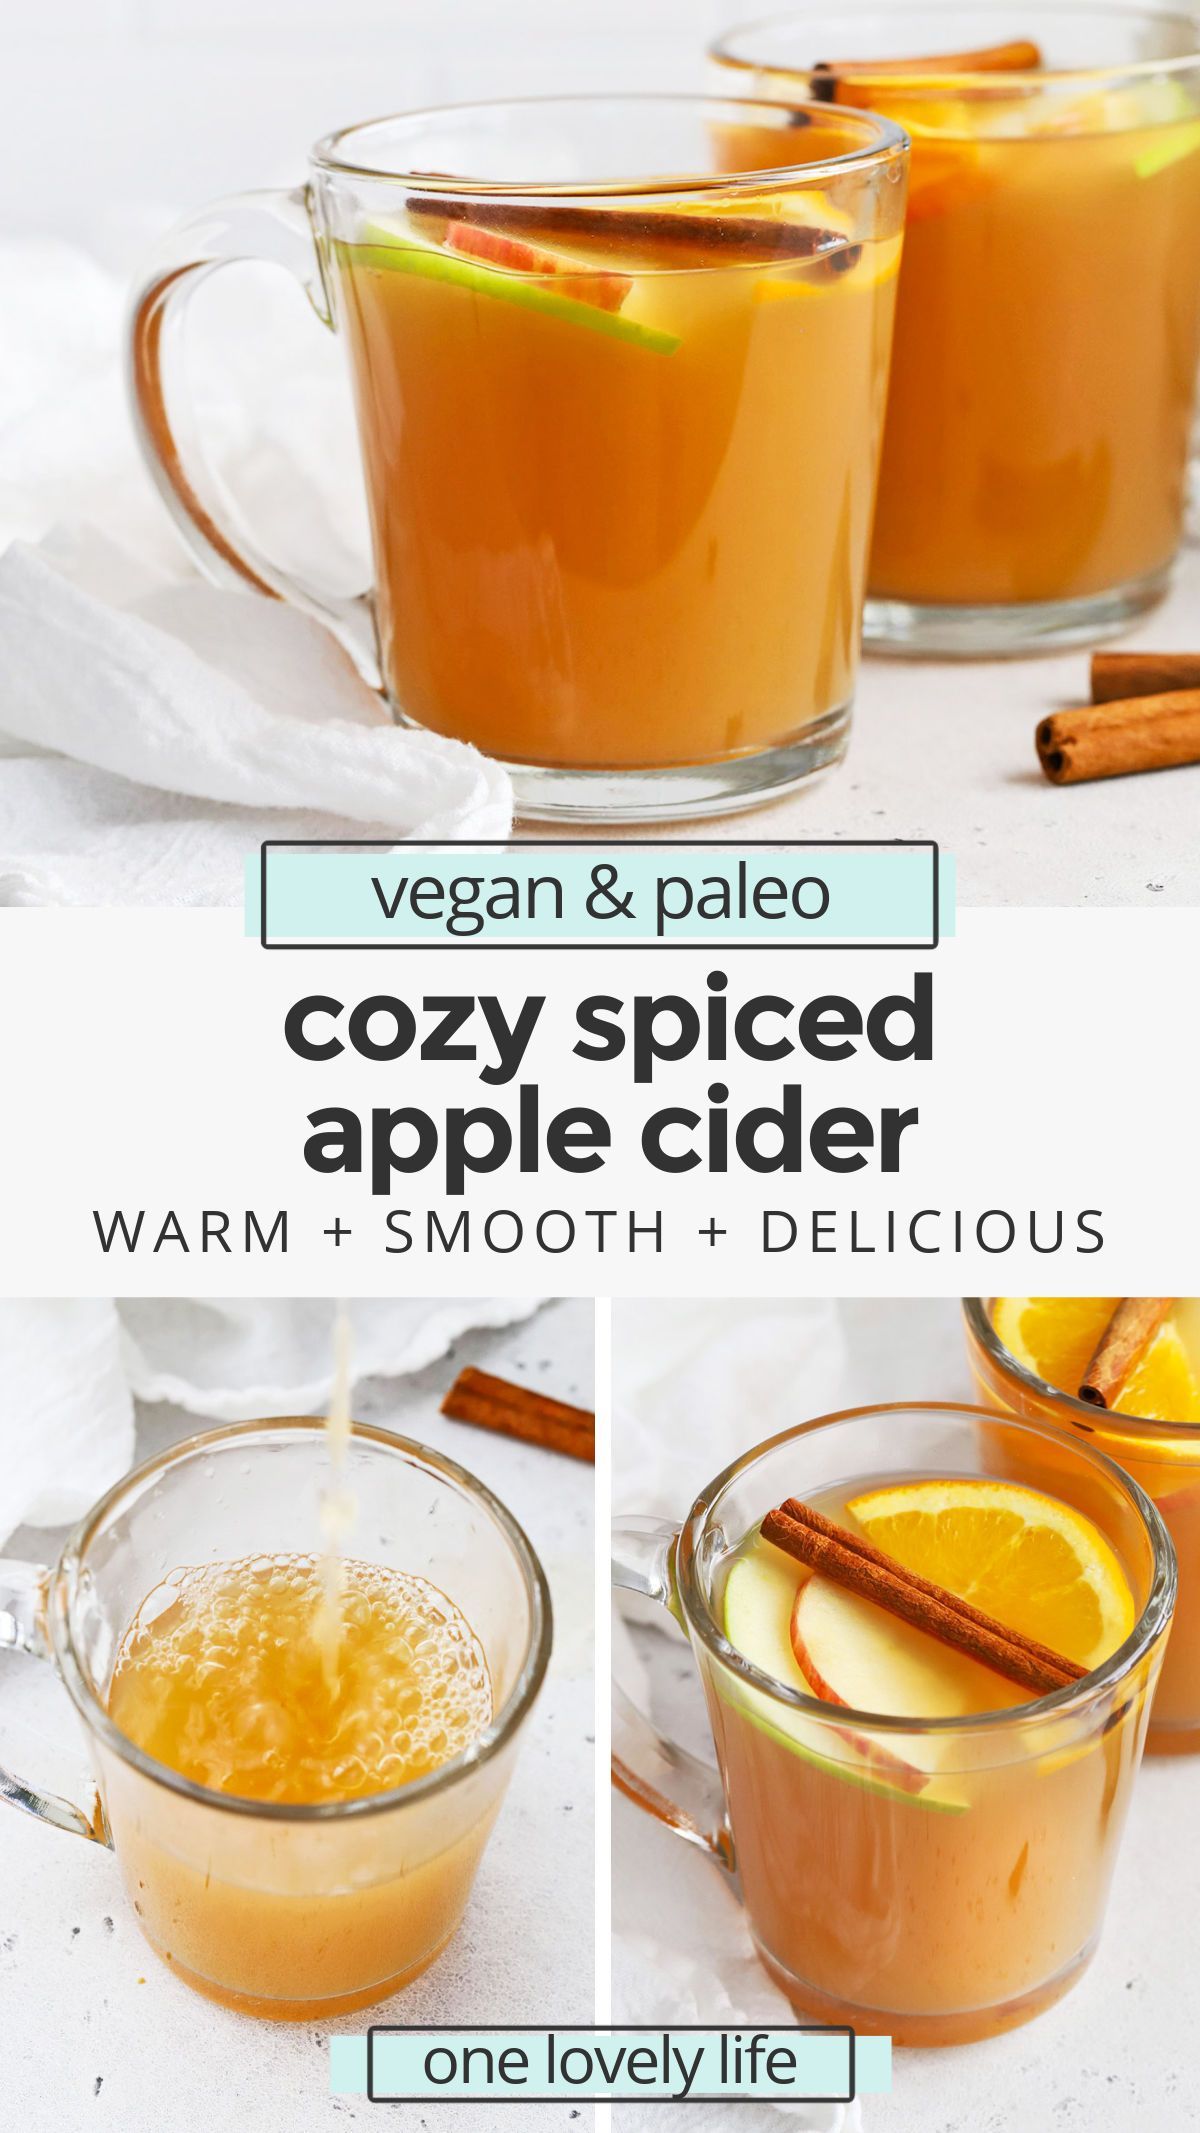 vegan & paleo
cozy spiced
apple cider
WARM + SMOOTH + DELICIOUS
one lovely life